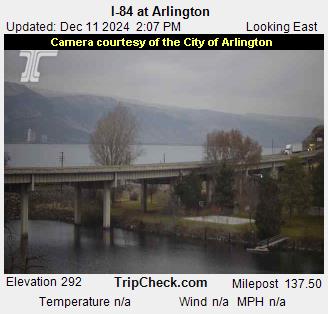 I-84 at Arlington
Updated: Dec 11 2024 2:07 PM Looking East
Camera courtesy of the City of Arlington
Elevation 292 TripCheck.com Milepost 137.50
Temperature n/a Wind n/a MPH n/a